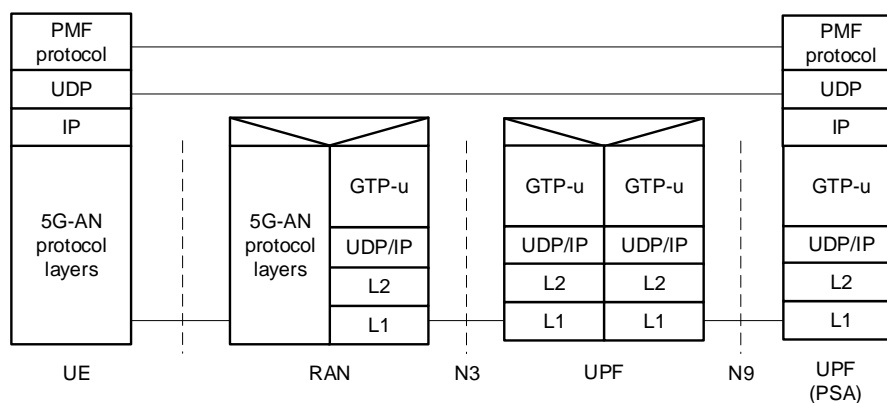 PMF
protocol
UDP
IP
5G-AN
protocol
layers
UE
5G-AN
protocol
layers
GTP-u
UDP/IP
L2
L1
RAN
N3
GTP-u
UDP/IP
L2
L1
GTP-u
UDP/IP
L2
L1
UPF
N9
PMF
protocol
UDP
IP
GTP-u
UDP/IP
L2
L1
UPF
(PSA)